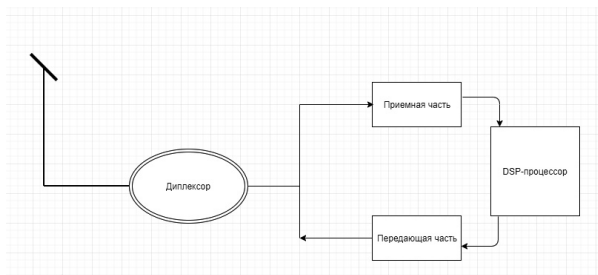 Приемная часть
Диплексор
DSP-процессор
Передающая часть